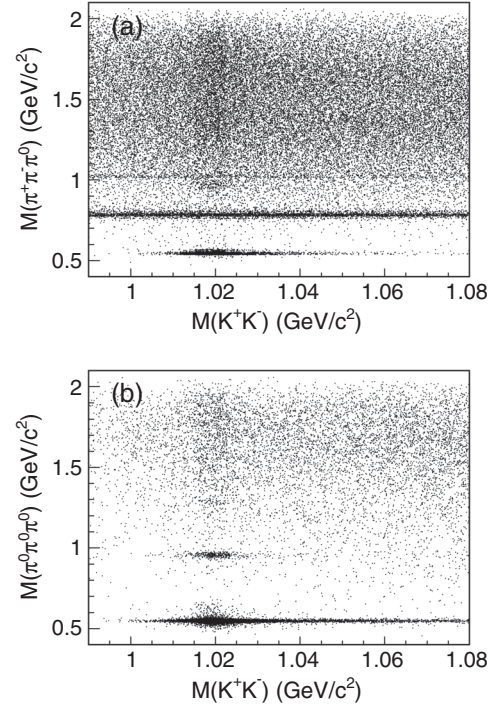 (a)
2
1.5
1
0.5
M(π⁺π⁻π⁰) (GeV/c²)
1 1.02 1.04 1.06 1.08
M(K⁺K⁻) (GeV/c²)
(b)
2
1.5
1
0.5
M(π⁰π⁰π⁰) (GeV/c²)
1 1.02 1.04 1.06 1.08
M(K⁺K⁻) (GeV/c²)